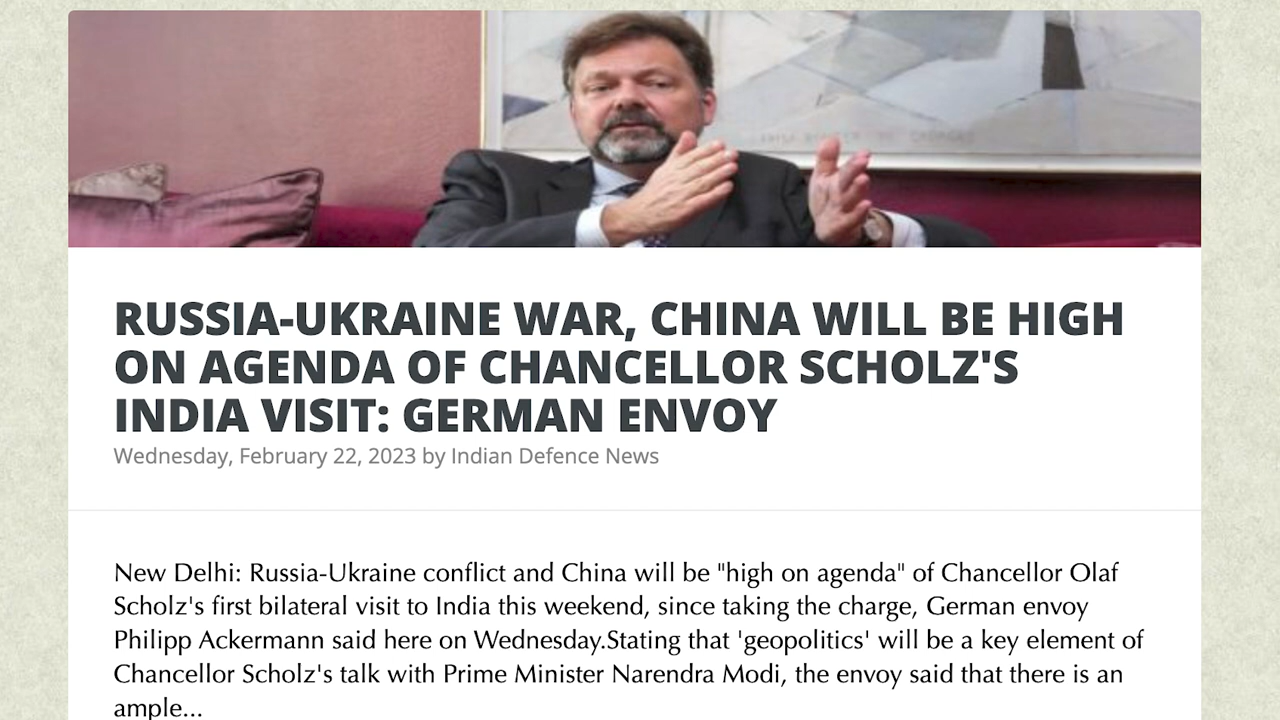 RUSSIA-UKRAINE WAR, CHINA WILL BE HIGH
ON AGENDA OF CHANCELLOR SCHOLZ'S
INDIA VISIT: GERMAN ENVOY
Wednesday, February 22, 2023 by Indian Defence News
New Delhi: Russia-Ukraine conflict and China will be "high on agenda" of Chancellor Olaf
Scholz's first bilateral visit to India this weekend, since taking the charge, German envoy
Philipp Ackermann said here on Wednesday.Stating that 'geopolitics' will be a key element of
Chancellor Scholz's talk with Prime Minister Narendra Modi, the envoy said that there is an
ample...